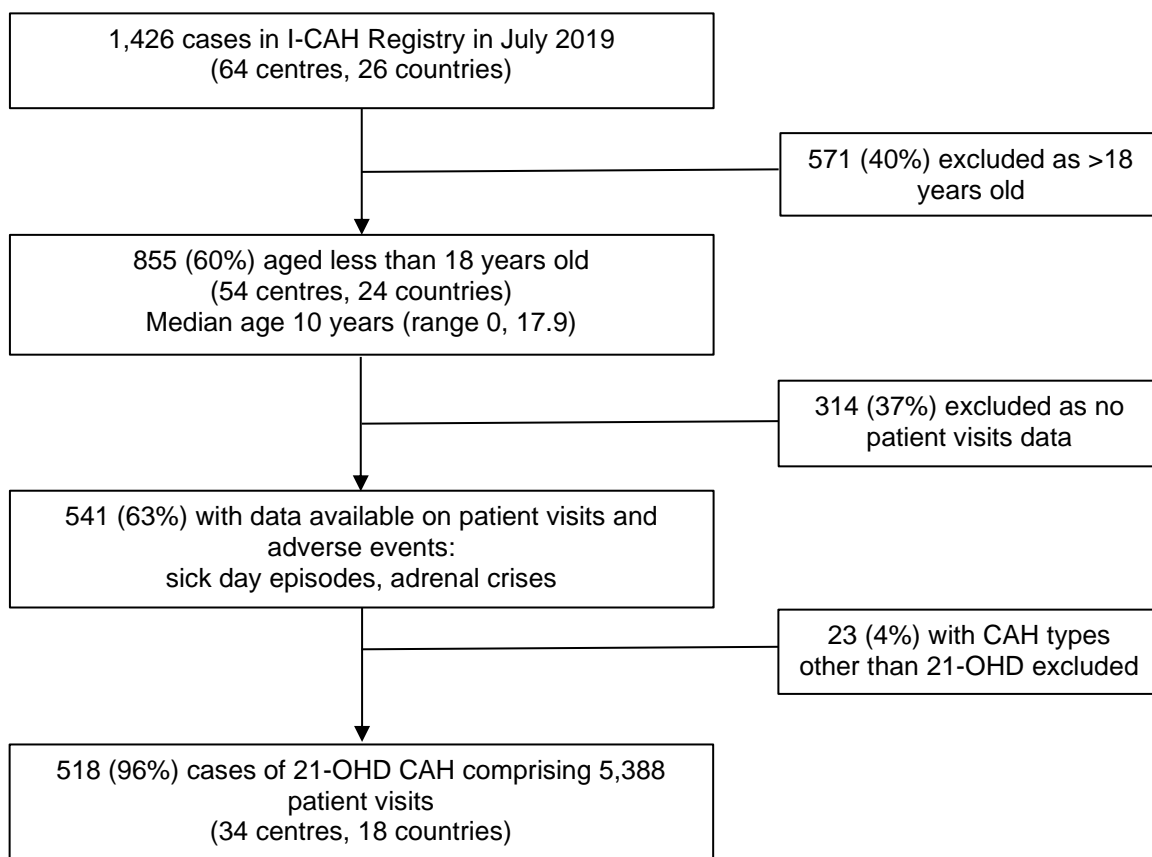 1,426 cases in I-CAH Registry in July 2019
(64 centres, 26 countries)
571 (40%) excluded as >18
years old
855 (60%) aged less than 18 years old
(54 centres, 24 countries)
Median age 10 years (range 0, 17.9)
314 (37%) excluded as no
patient visits data
541 (63%) with data available on patient visits and
adverse events:
sick day episodes, adrenal crises
23 (4%) with CAH types
other than 21-OHD excluded
518 (96%) cases of 21-OHD CAH comprising 5,388
patient visits
(34 centres, 18 countries)